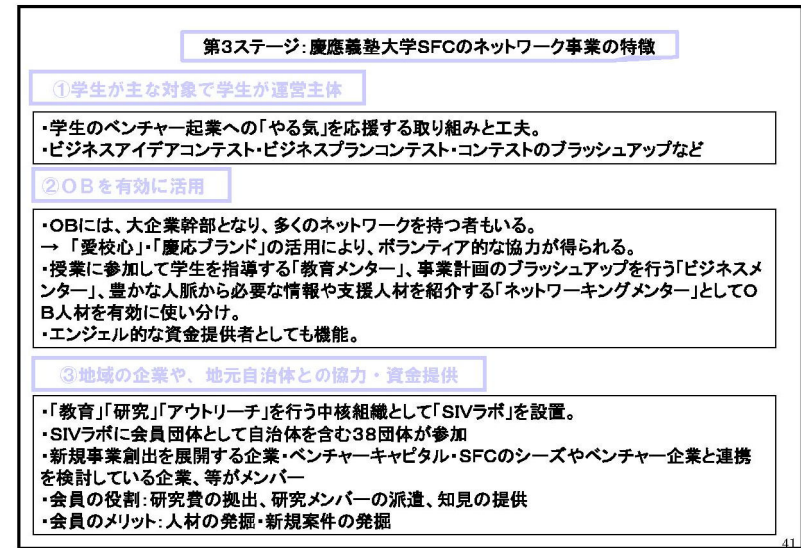 第3ステージ：慶應義塾大学SFCのネットワーク事業の特徴
①学生が主な対象で学生が運営主体
・学生のベンチャー起業への「やる気」を応援する取り組みと工夫。
・ビジネスアイデアコンテスト・ビジネスプランコンテスト・コンテストのブラッシュアップなど
②ＯＢを有効に活用
・OBには、大企業幹部となり、多くのネットワークを持つ者もいる。
→ 「愛校心」・「慶応ブランド」の活用により、ボランティア的な協力が得られる。
・授業に参加して学生を指導する「教育メンター」、事業計画のブラッシュアップを行う「ビジネスメ
ンター」、豊かな人脈から必要な情報や支援人材を紹介する「ネットワーキングメンター」としてO
B人材を有効に使い分け。
・エンジェル的な資金提供者としても機能。
③地域の企業や、地元自治体との協力・資金提供
・「教育」「研究」「アウトリーチ」を行う中核組織として「SIVラボ」を設置。
・SIVラボに会員団体として自治体を含む38団体が参加
・新規事業創出を展開する企業・ベンチャーキャピタル・SFCのシーズやベンチャー企業と連携
を検討している企業、等がメンバー
・会員の役割：研究費の拠出、研究メンバーの派遣、知見の提供
・会員のメリット：人材の発掘・新規案件の発掘
41